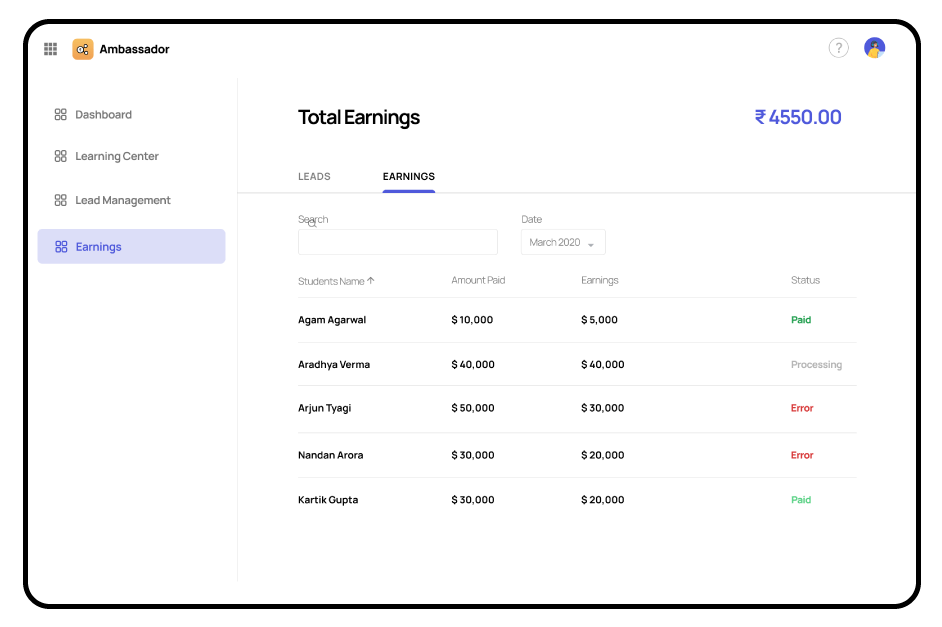 Ambassador
?
Dashboard
Learning Center
Lead Management
Earnings
Total Earnings
₹ 4550.00
LEADS
EARNINGS
Search
Date
March 2020
Students Name
Amount Paid
Earnings
Status
Agam Agarwal
$ 10,000
$ 5,000
Paid
Aradhya Verma
$ 40,000
$ 40,000
Processing
Arjun Tyagi
$ 50,000
$ 30,000
Error
Nandan Arora
$ 30,000
$ 20,000
Error
Kartik Gupta
$ 30,000
$ 20,000
Paid